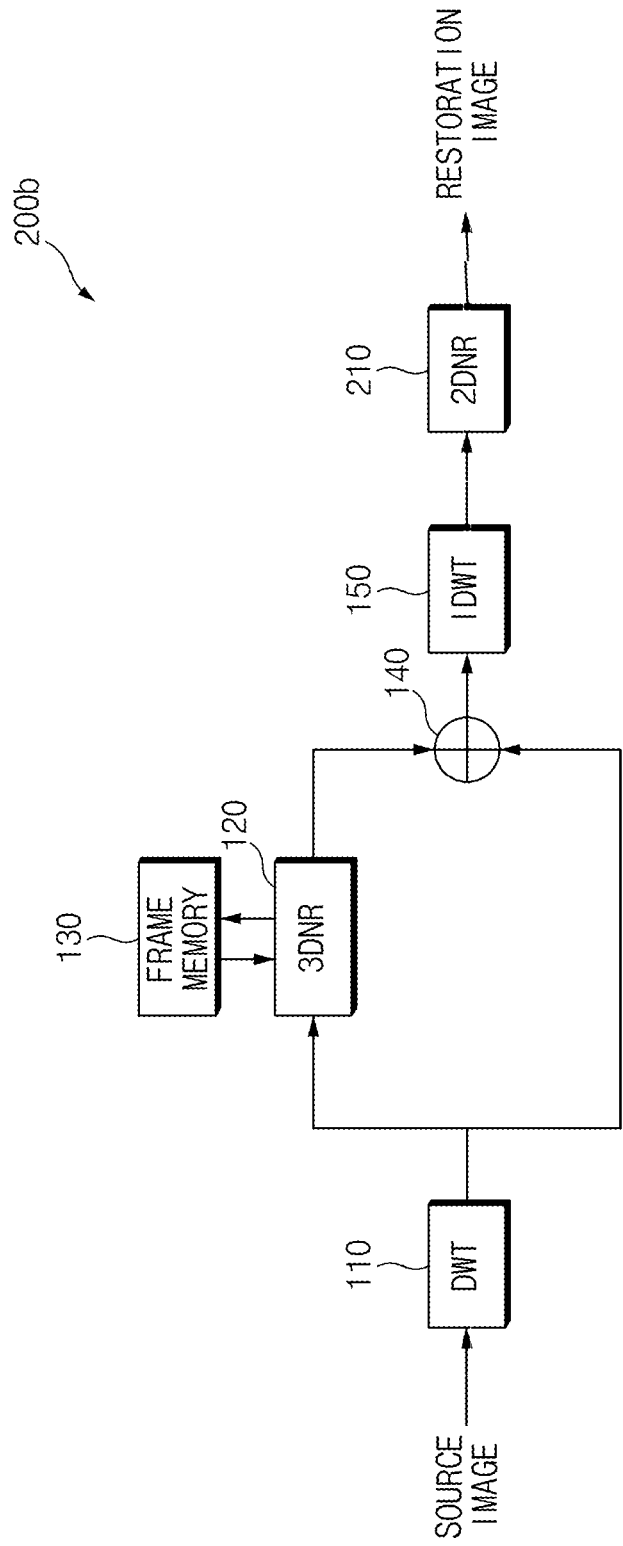 200b
SOURCE
IMAGE
110
DWT
130
FRAME
MEMORY
120
3DNR
140
150
IDWT
210
2DNR
RESTORATION
IMAGE